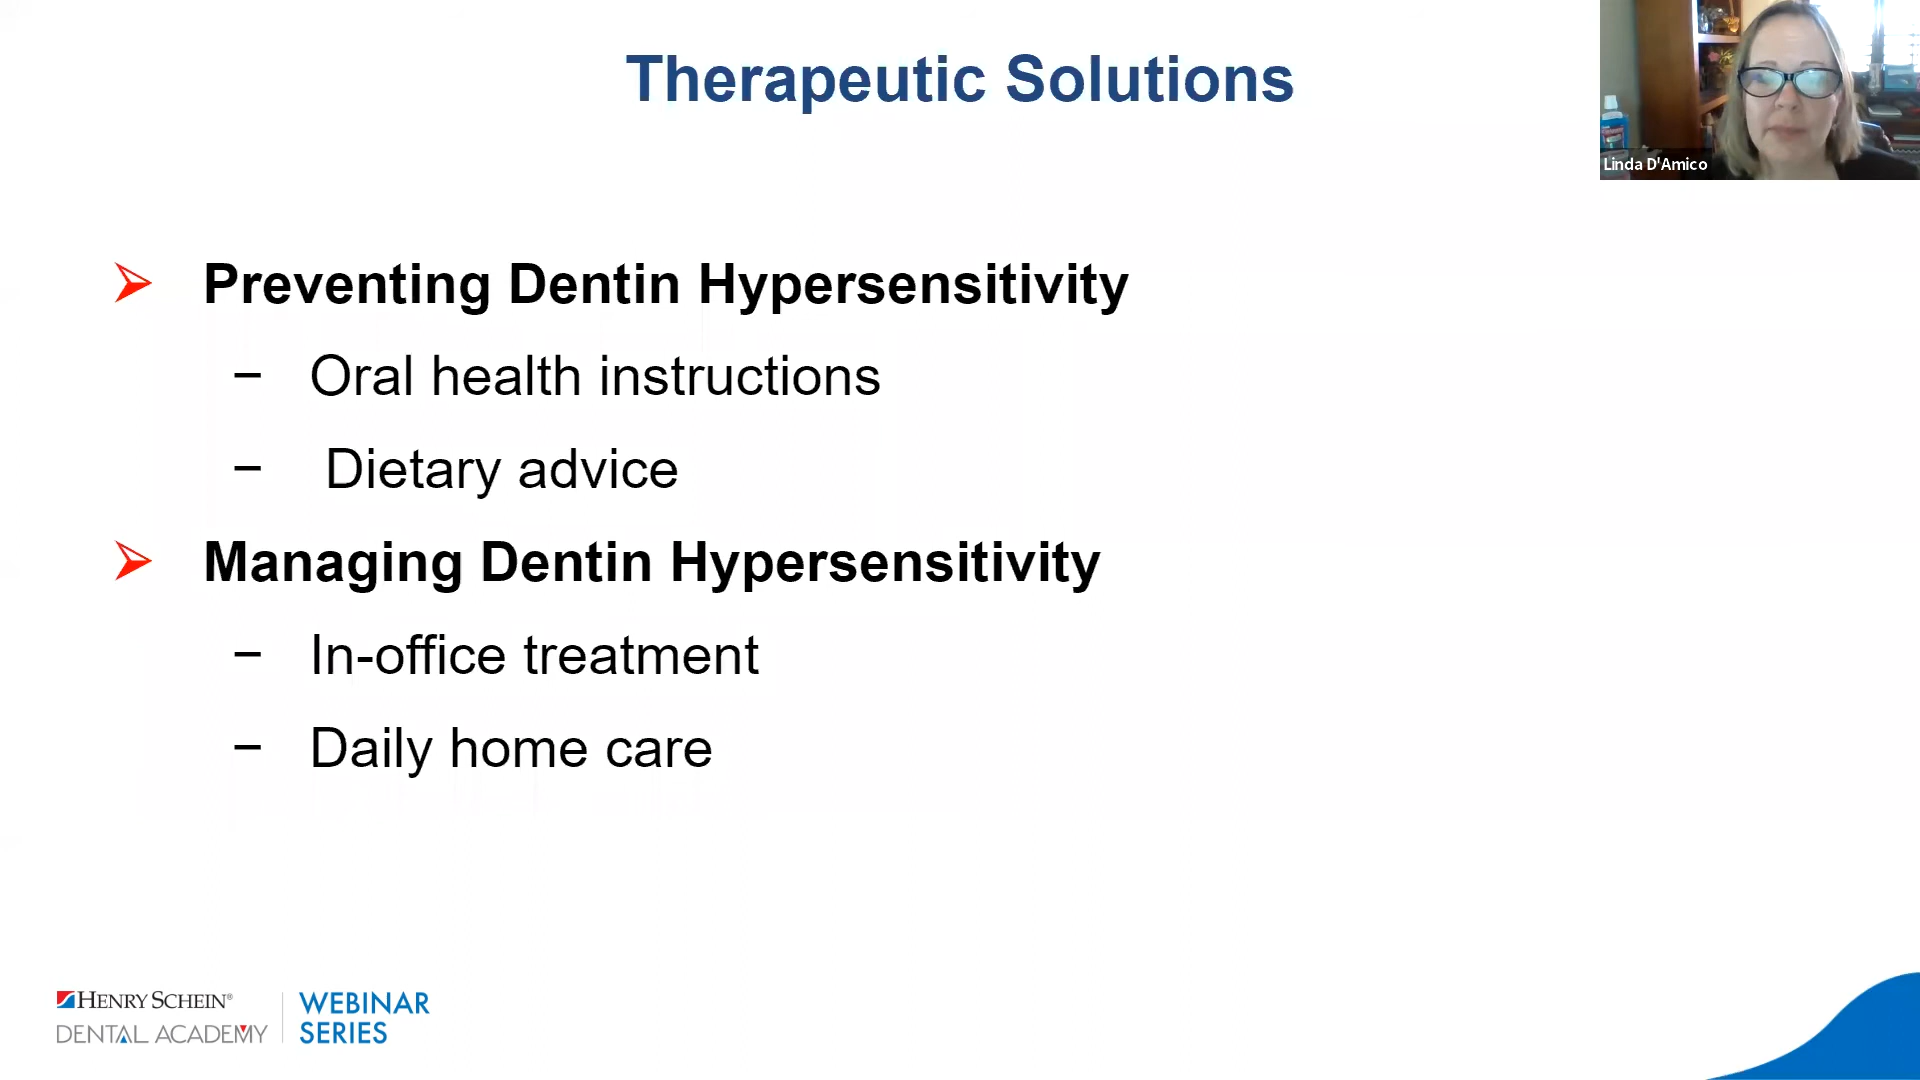 Therapeutic Solutions
Linda D'Amico
➢ Preventing Dentin Hypersensitivity
− Oral health instructions
− Dietary advice
➢ Managing Dentin Hypersensitivity
− In-office treatment
− Daily home care
HENRY SCHEIN®
DENTAL ACADEMY
WEBINAR
SERIES